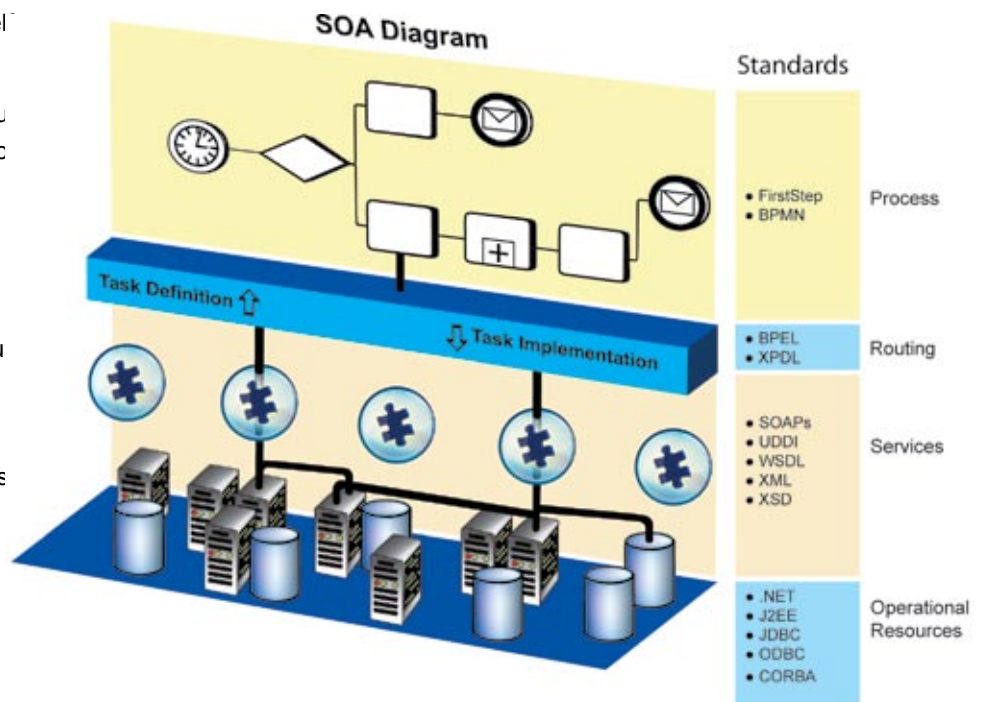 SOA Diagram
Standards
• FirstStep
• BPMN
Process
Task Definition
Task Implementation
• BPEL
• XPDL
Routing
• SOAPs
• UDDI
• WSDL
• XML
• XSD
Services
• .NET
• J2EE
• JDBC
• ODBC
• CORBA
Operational
Resources